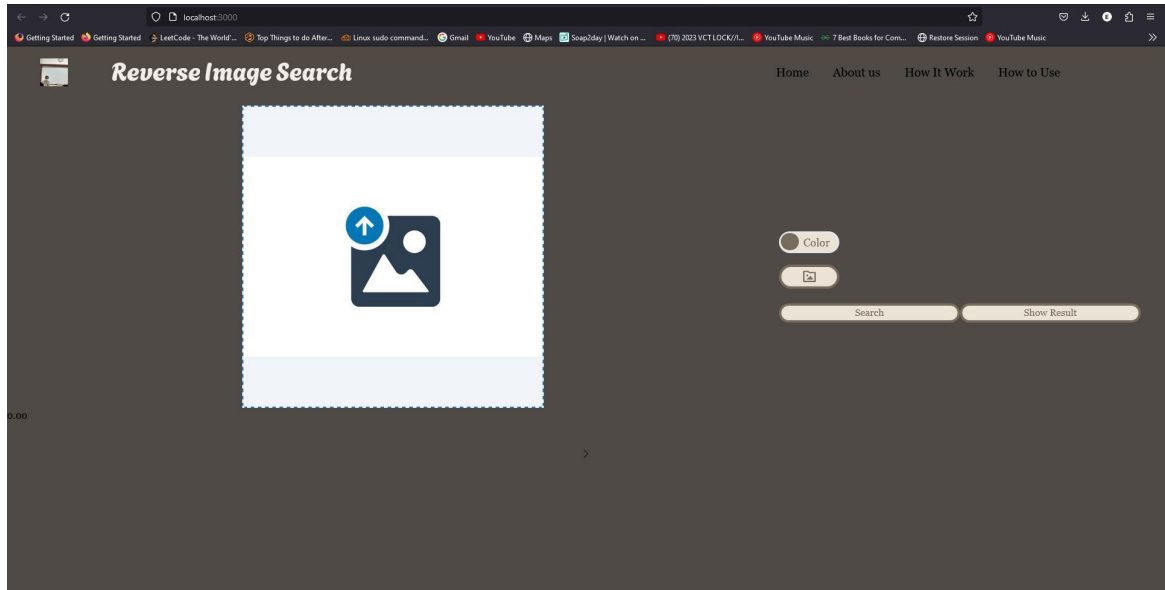 localhost:3000
Getting Started Getting Started LeetCode - The World'... Top Things to do After... Linux sudo command... Gmail YouTube Maps Soap2day | Watch on ... (70) 2023 VCT LOCK//I... YouTube Music 7 Best Books for Com... Restore Session YouTube Music
Reverse Image Search Home About us How It Work How to Use
Color
Search Show Result
0.00